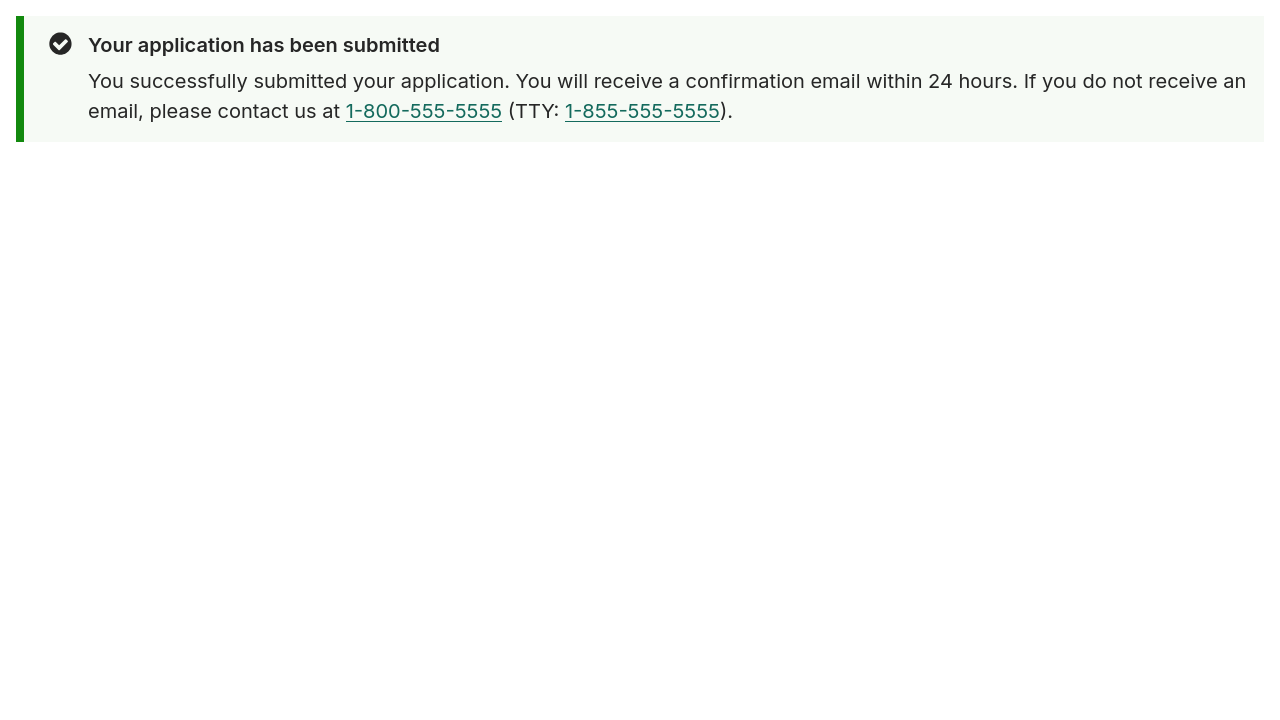 Your application has been submitted
You successfully submitted your application. You will receive a confirmation email within 24 hours. If you do not receive an
email, please contact us at 1-800-555-5555 (TTY: 1-855-555-5555).